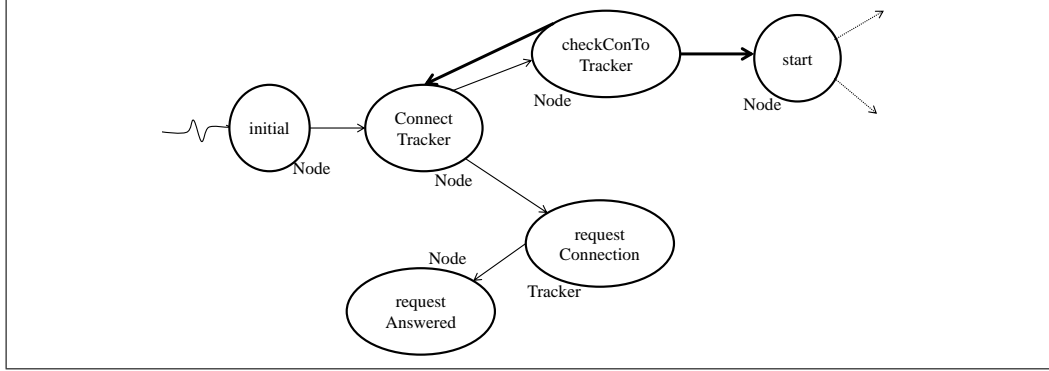 checkConTo
Tracker
Node
start
Node
initial
Node
Connect
Tracker
Node
request
Connection
Tracker
Node
request
Answered